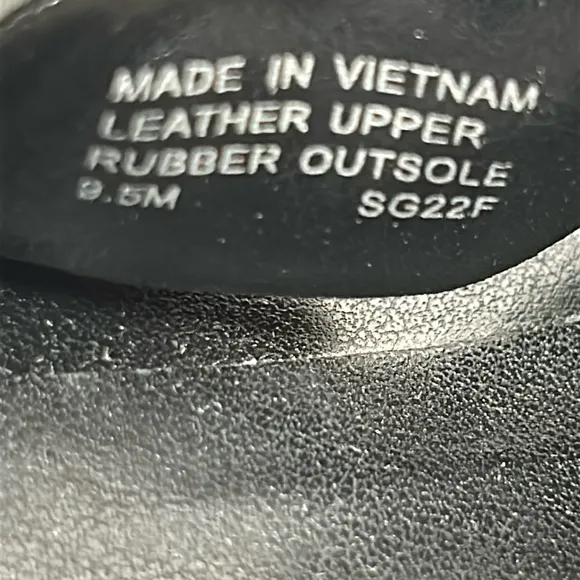 MADE IN VIETNAM
LEATHER UPPER
RUBBER OUTSOLE
9.5M SG22F